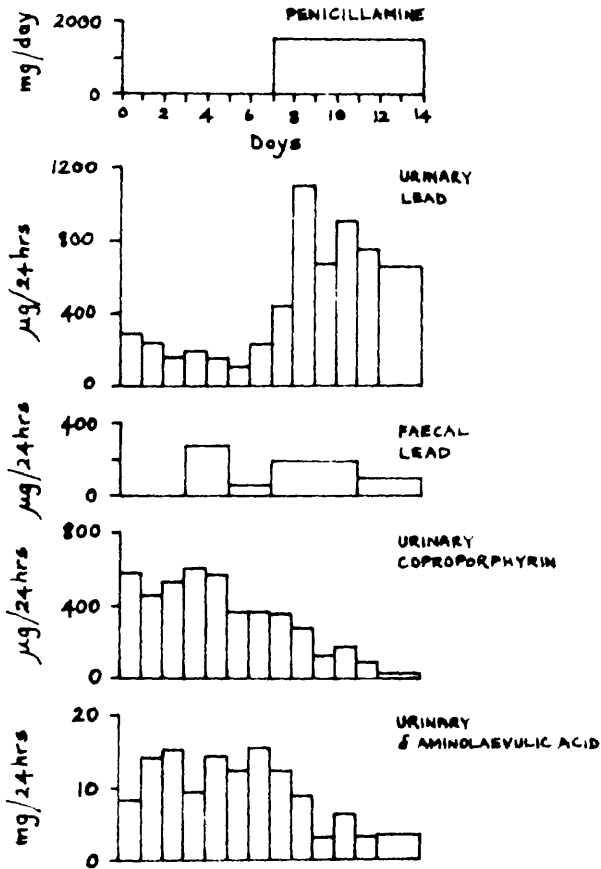 PENICILLAMINE
mg/day
2000
0
0 2 4 6 8 10 12 14
Days
URINARY
LEAD
µg/24hrs
1200
800
400
0
FAECAL
LEAD
µg/24hrs
400
0
URINARY
COPROPORPHYRIN
µg/24hrs
800
400
0
URINARY
δ AMINOLAEVULIC ACID
mg/24hrs
20
10
0